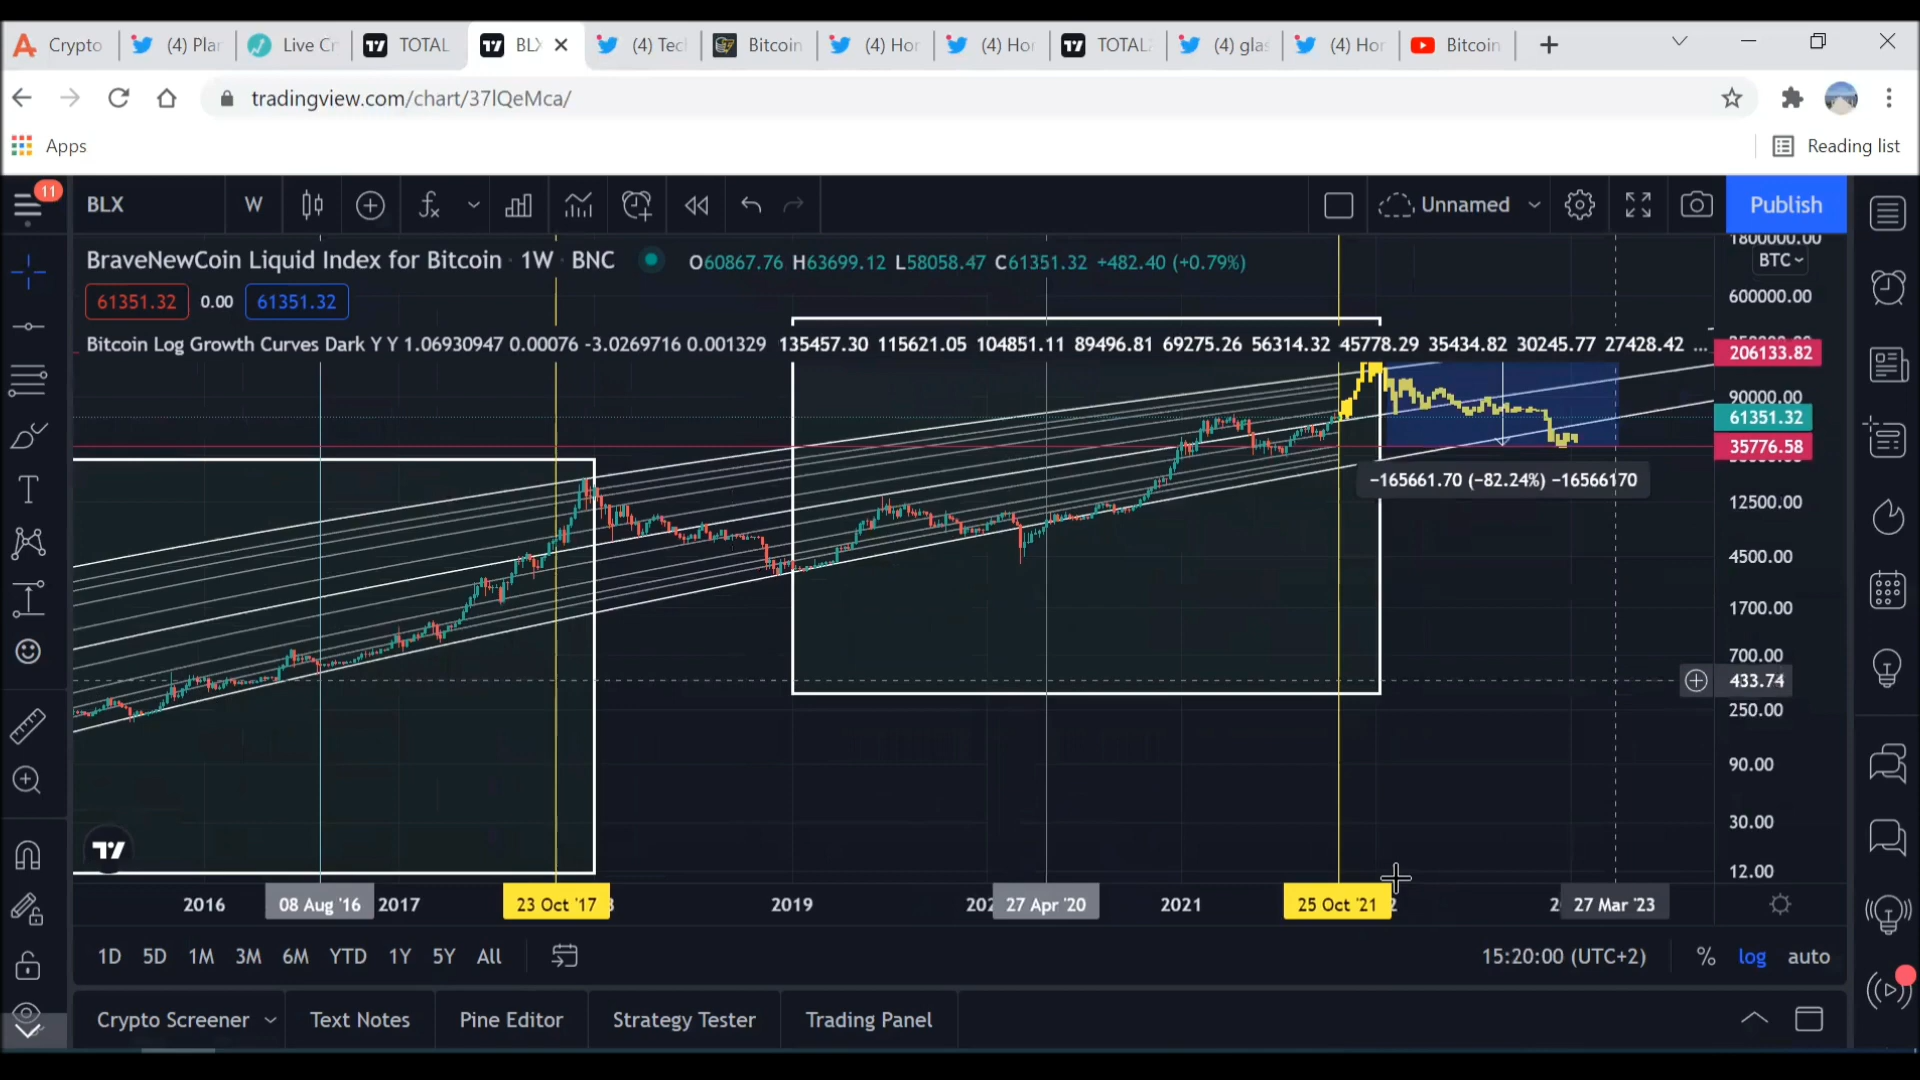 Crypto (4) Plan Live Cr TOTAL BLX (4) Tec Bitcoin (4) Hor (4) Hor TOTAL2 (4) glas (4) Hor Bitcoin
tradingview.com/chart/37lQeMca/
Apps Reading list
11
BLX W Unnamed Publish
BraveNewCoin Liquid Index for Bitcoin · 1W · BNC O60867.76 H63699.12 L58058.47 C61351.32 +482.40 (+0.79%)
61351.32 0.00 61351.32
Bitcoin Log Growth Curves Dark Y Y 1.06930947 0.00076 -3.0269716 0.001329 135457.30 115621.05 104851.11 89496.81 69275.26 56314.32 45778.29 35434.82 30245.77 27428.42 ...
1800000.00
BTC
600000.00
206133.82
90000.00
61351.32
35776.58
−165661.70 (−82.24%) −16566170
12500.00
4500.00
1700.00
700.00
433.74
250.00
90.00
30.00
12.00
2016 08 Aug '16 2017 23 Oct '17 2019 27 Apr '20 2021 25 Oct '21 27 Mar '23
1D 5D 1M 3M 6M YTD 1Y 5Y All 15:20:00 (UTC+2) % log auto
Crypto Screener Text Notes Pine Editor Strategy Tester Trading Panel